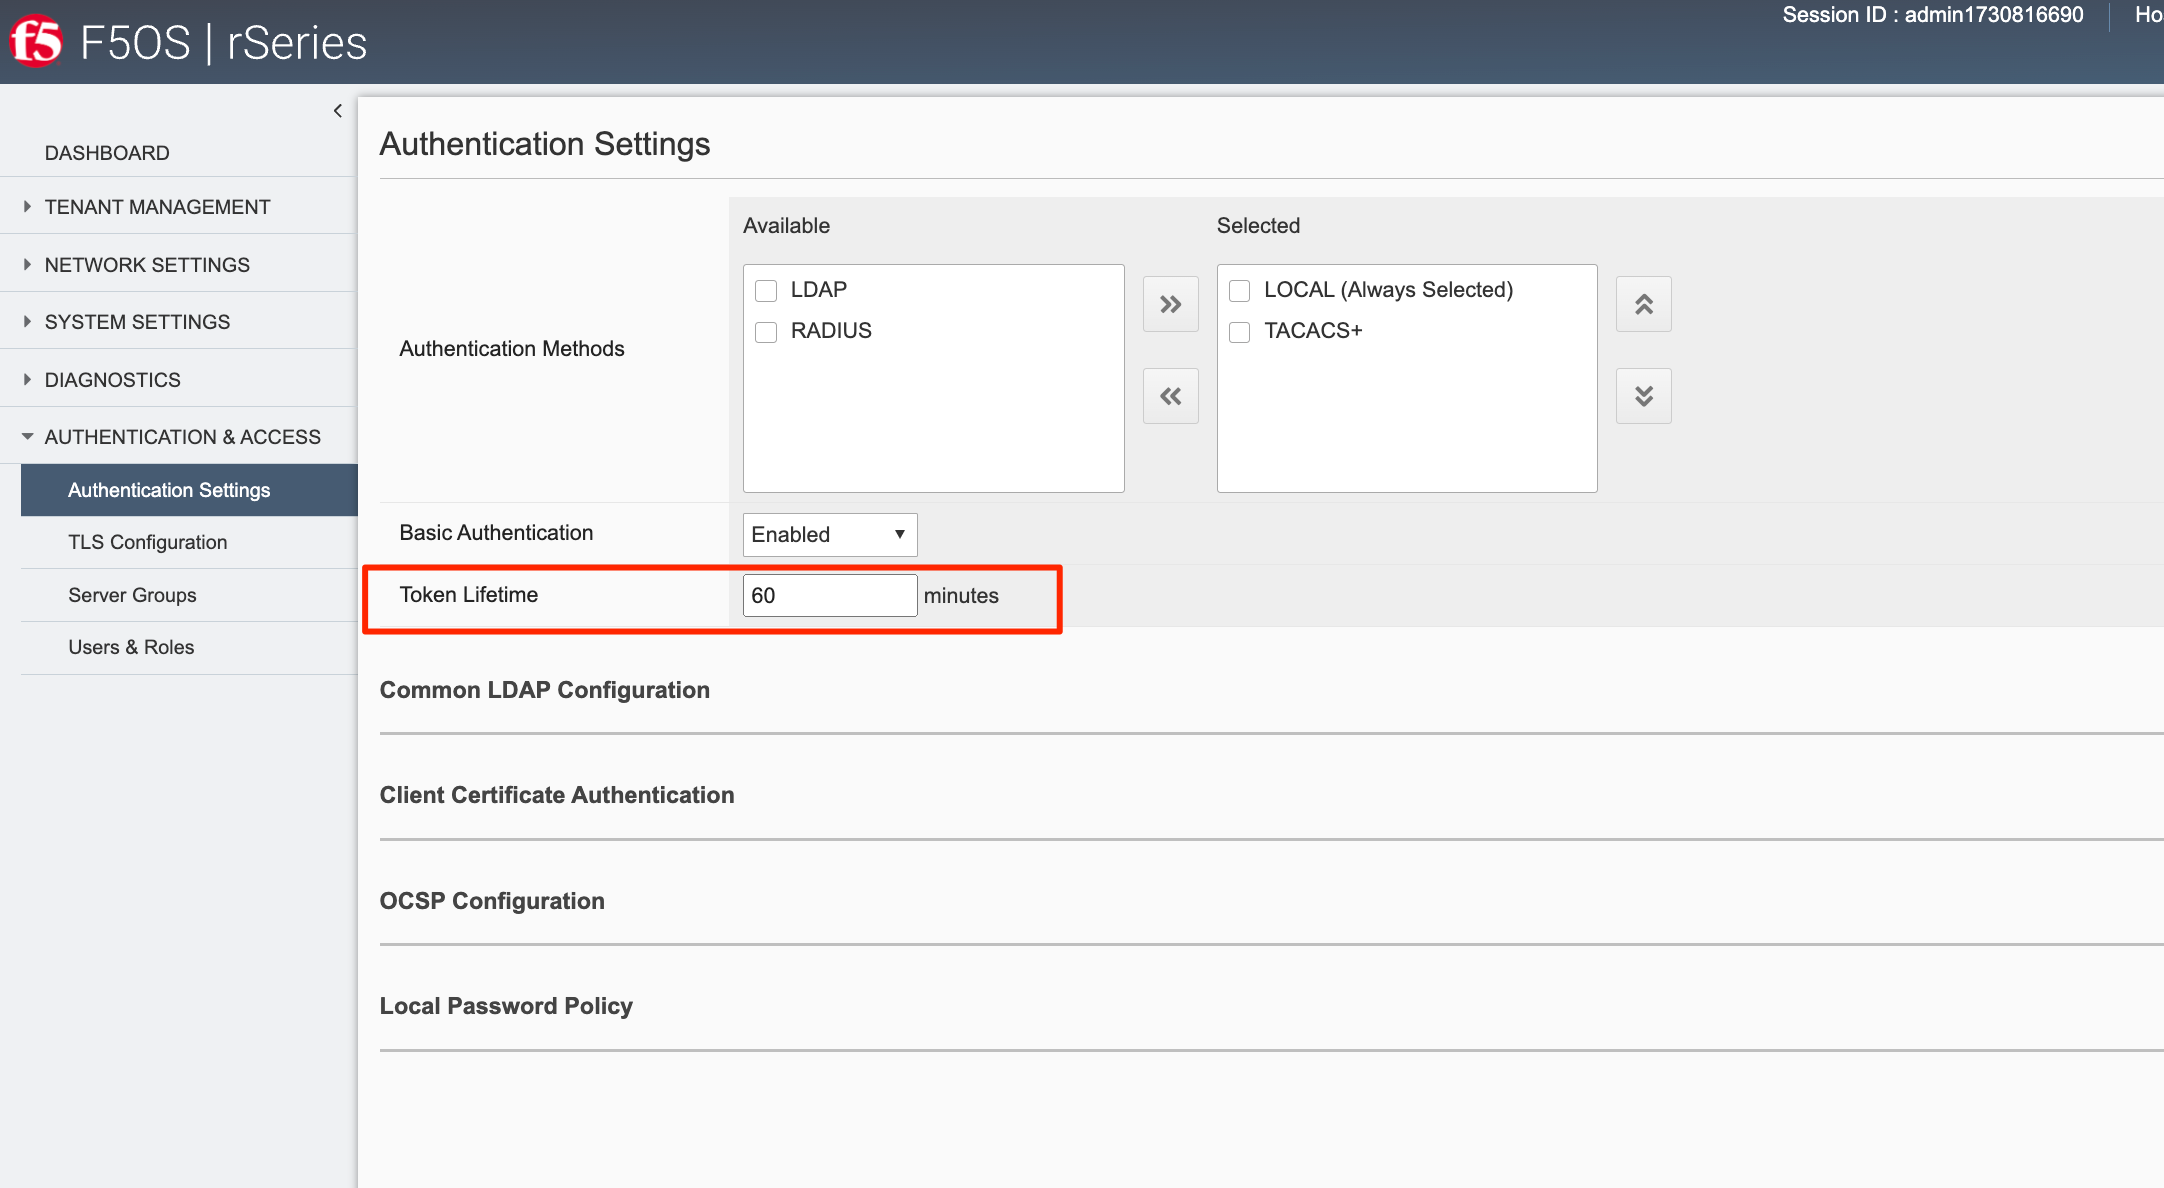 Session ID : admin1730816690
f5 F5OS | rSeries
DASHBOARD
TENANT MANAGEMENT
NETWORK SETTINGS
SYSTEM SETTINGS
DIAGNOSTICS
AUTHENTICATION & ACCESS
Authentication Settings
TLS Configuration
Server Groups
Users & Roles
Authentication Settings
Available
Selected
Authentication Methods
LDAP
RADIUS
LOCAL (Always Selected)
TACACS+
Basic Authentication
Enabled
Token Lifetime
60
minutes
Common LDAP Configuration
Client Certificate Authentication
OCSP Configuration
Local Password Policy